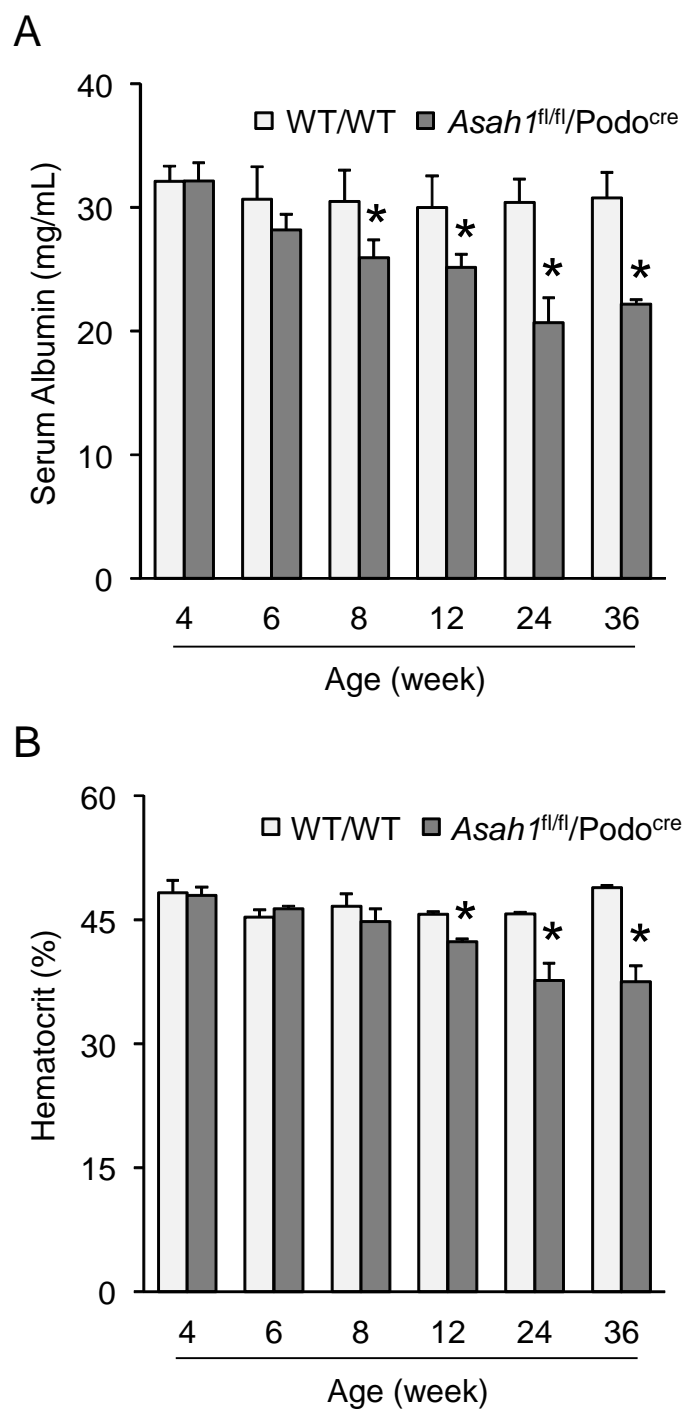 A
Serum Albumin (mg/mL)
40
30
20
10
0
WT/WT Asah1fl/fl/Podocre
*
*
*
*
4 6 8 12 24 36
Age (week)
B
Hematocrit (%)
60
45
30
15
0
WT/WT Asah1fl/fl/Podocre
*
*
*
4 6 8 12 24 36
Age (week)